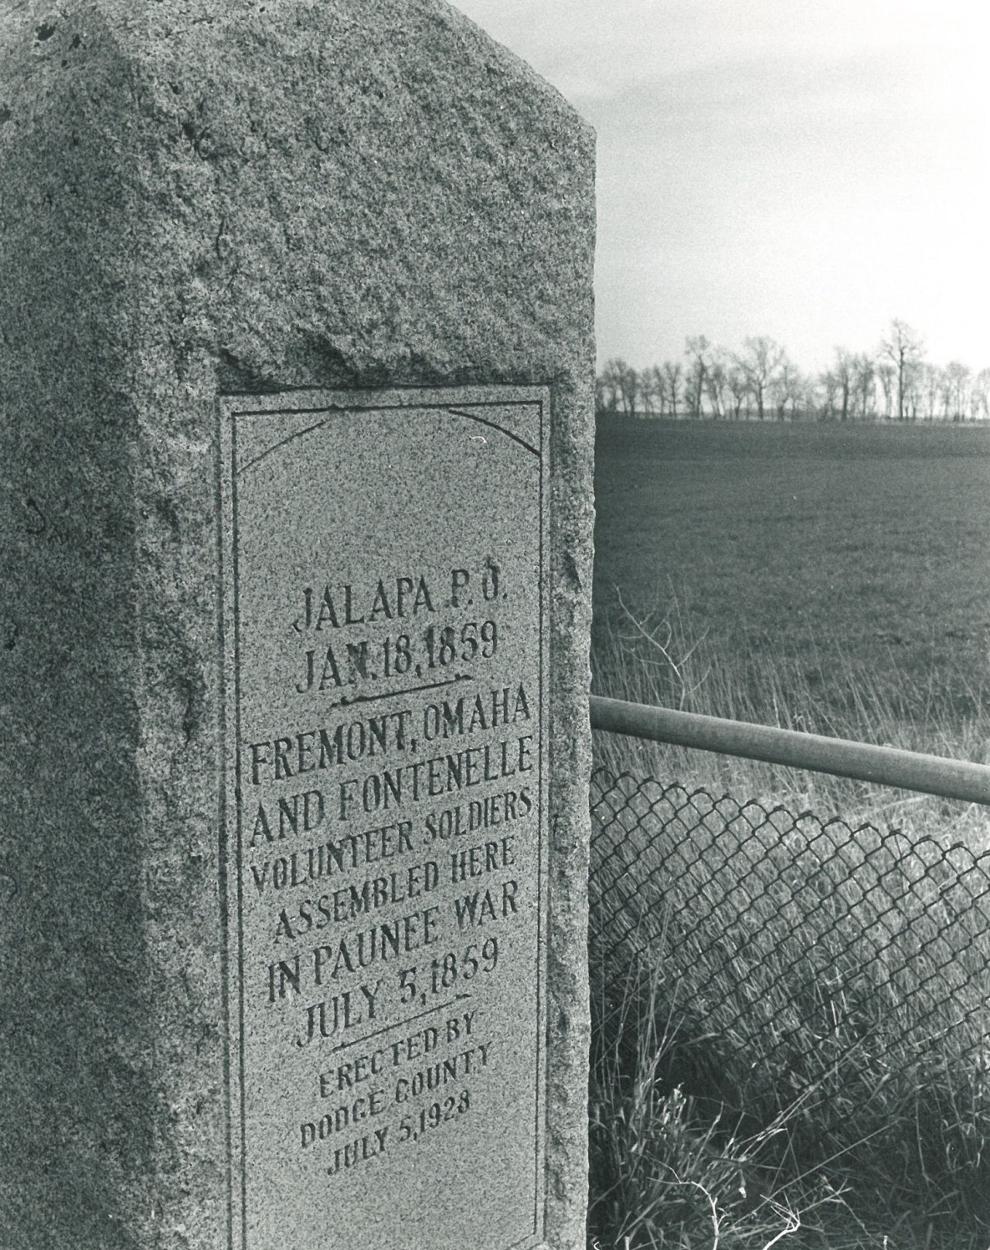 JALAPA P.O.
JAN.18,1859
FREMONT, OMAHA
AND FONTENELLE
VOLUNTEER SOLDIERS
ASSEMBLED HERE
IN PAUNEE WAR
JULY 5,1859
ERECTED BY
DODGE COUNTY
JULY 5,1928